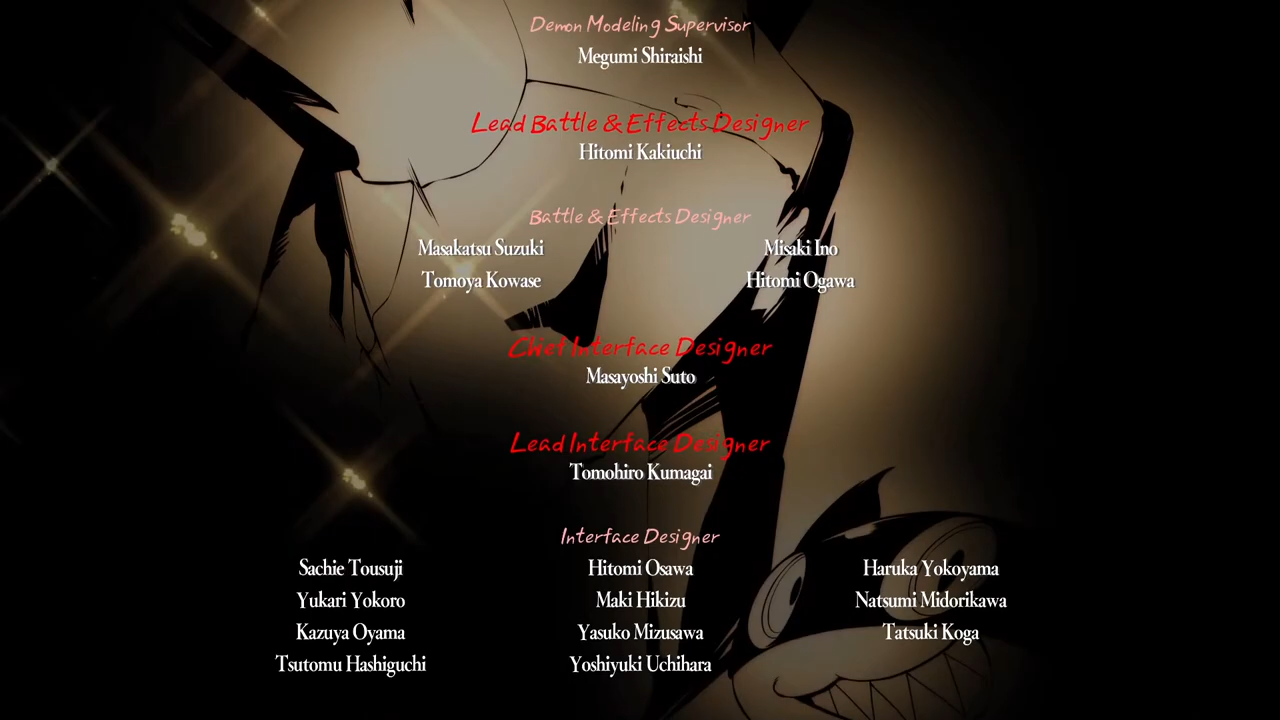 Demon Modeling Supervisor
Megumi Shiraishi
Lead Battle & Effects Designer
Hitomi Kakiuchi
Battle & Effects Designer
Masakatsu Suzuki Misaki Ino
Tomoya Kowase Hitomi Ogawa
Chief Interface Designer
Masayoshi Suto
Lead Interface Designer
Tomohiro Kumagai
Interface Designer
Sachie Tousuji Hitomi Osawa Haruka Yokoyama
Yukari Yokoro Maki Hikizu Natsumi Midorikawa
Kazuya Oyama Yasuko Mizusawa Tatsuki Koga
Tsutomu Hashiguchi Yoshiyuki Uchihara